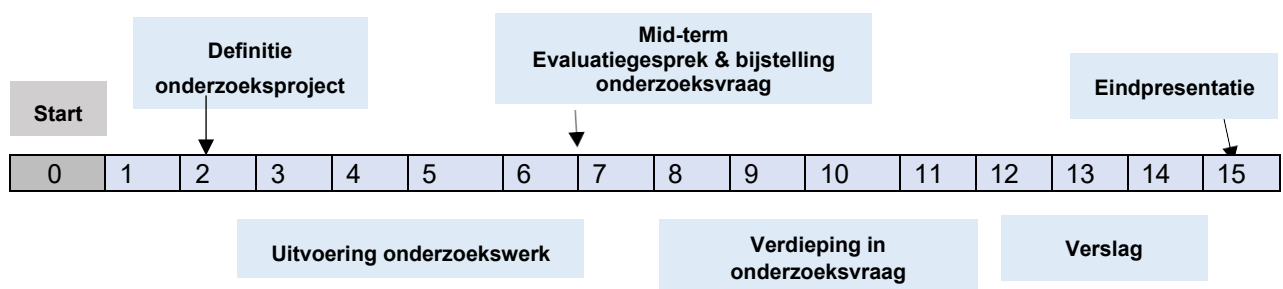 Definitie
onderzoeksproject
Mid-term
Evaluatiegesprek & bijstelling
onderzoeksvraag
Eindpresentatie
Start
0 1 2 3 4 5 6 7 8 9 10 11 12 13 14 15
Uitvoering onderzoekswerk
Verdieping in
onderzoeksvraag
Verslag